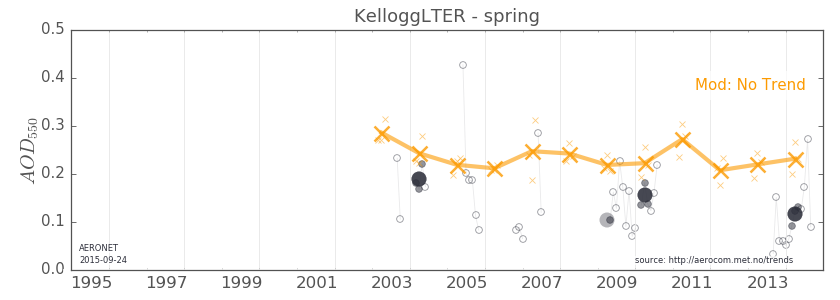 KelloggLTER - spring
0.5
0.4
0.3
0.2
0.1
0.0
AOD550
Mod: No Trend
AERONET
2015-09-24
source: http://aerocom.met.no/trends
1995 1997 1999 2001 2003 2005 2007 2009 2011 2013